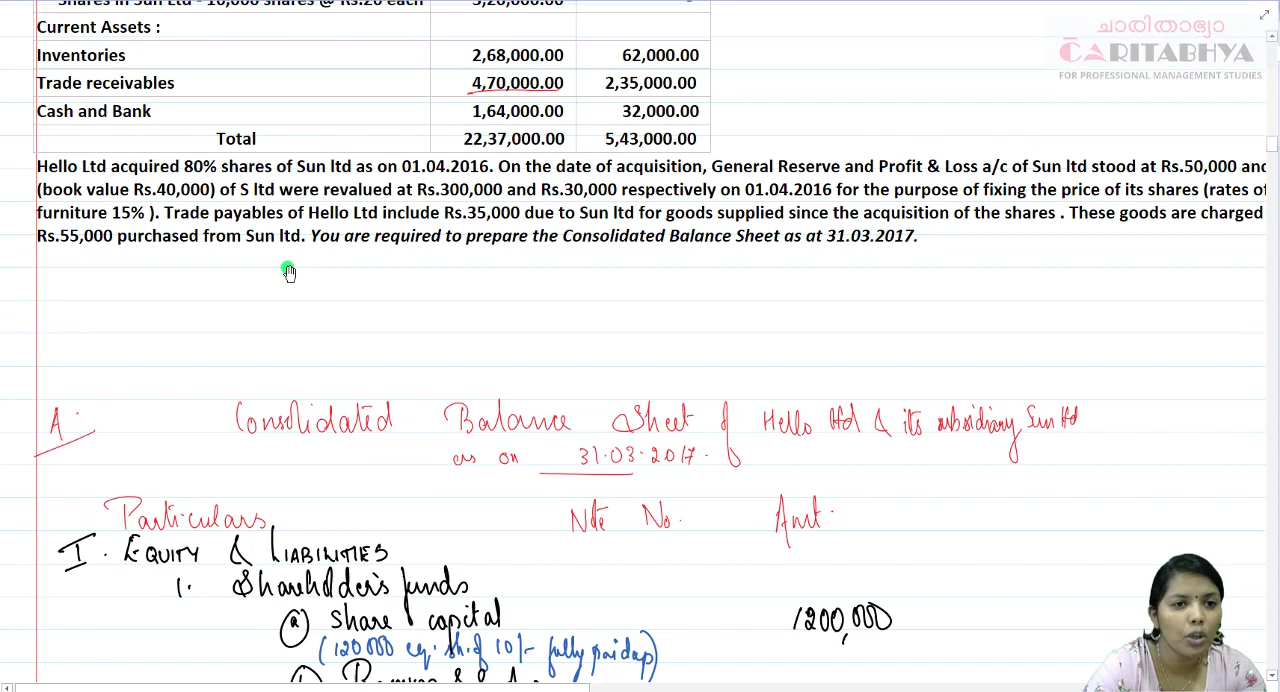 Shares in Sun Ltd - 16,000 shares @ Rs.20 each 3,20,000.00 -
Current Assets :
Inventories 2,68,000.00 62,000.00
Trade receivables 4,70,000.00 2,35,000.00
Cash and Bank 1,64,000.00 32,000.00
Total 22,37,000.00 5,43,000.00
ചാരിതാഭ്യാ
CARITABHYA
FOR PROFESSIONAL MANAGEMENT STUDIES
Hello Ltd acquired 80% shares of Sun ltd as on 01.04.2016. On the date of acquisition, General Reserve and Profit & Loss a/c of Sun ltd stood at Rs.50,000 and
(book value Rs.40,000) of S ltd were revalued at Rs.300,000 and Rs.30,000 respectively on 01.04.2016 for the purpose of fixing the price of its shares (rates of
furniture 15% ). Trade payables of Hello Ltd include Rs.35,000 due to Sun ltd for goods supplied since the acquisition of the shares . These goods are charged
Rs.55,000 purchased from Sun ltd. You are required to prepare the Consolidated Balance Sheet as at 31.03.2017.
A: Consolidated Balance Sheet of Hello ltd & its subsidiary Sun ltd
as on 31.03.2017.
Particulars Note No. Amt.
I. EQUITY & LIABILITIES
1. Shareholder's funds
(a) share capital 1200,000
(120000 eq. sh. of 10/- fully paidup)